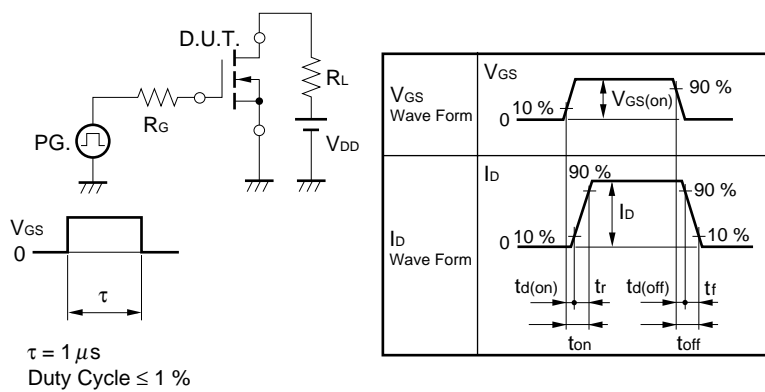 D.U.T.
RL
RG
PG.
VDD
VGS
0
τ
τ = 1 μs
Duty Cycle ≤ 1 %
VGS
Wave Form
VGS
90 %
VGS(on)
10 %
0
ID
Wave Form
ID
90 %
90 %
ID
10 %
10 %
0
td(on)
tr
td(off)
tf
ton
toff